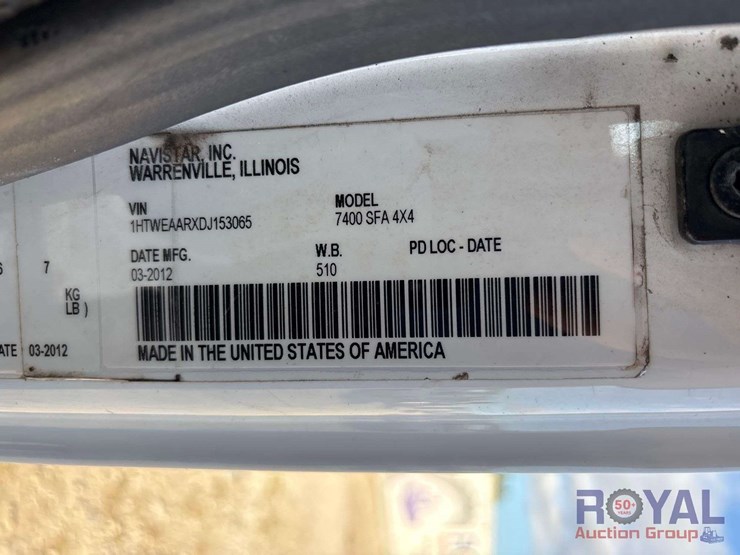 NAVISTAR, INC.
WARRENVILLE, ILLINOIS
VIN MODEL
1HTWEAARXDJ153065 7400 SFA 4X4
DATE MFG. W.B. PD LOC - DATE
03-2012 510
MADE IN THE UNITED STATES OF AMERICA
7
KG
LB )
ATE 03-2012
ROYAL
50+
YEARS
Auction Group